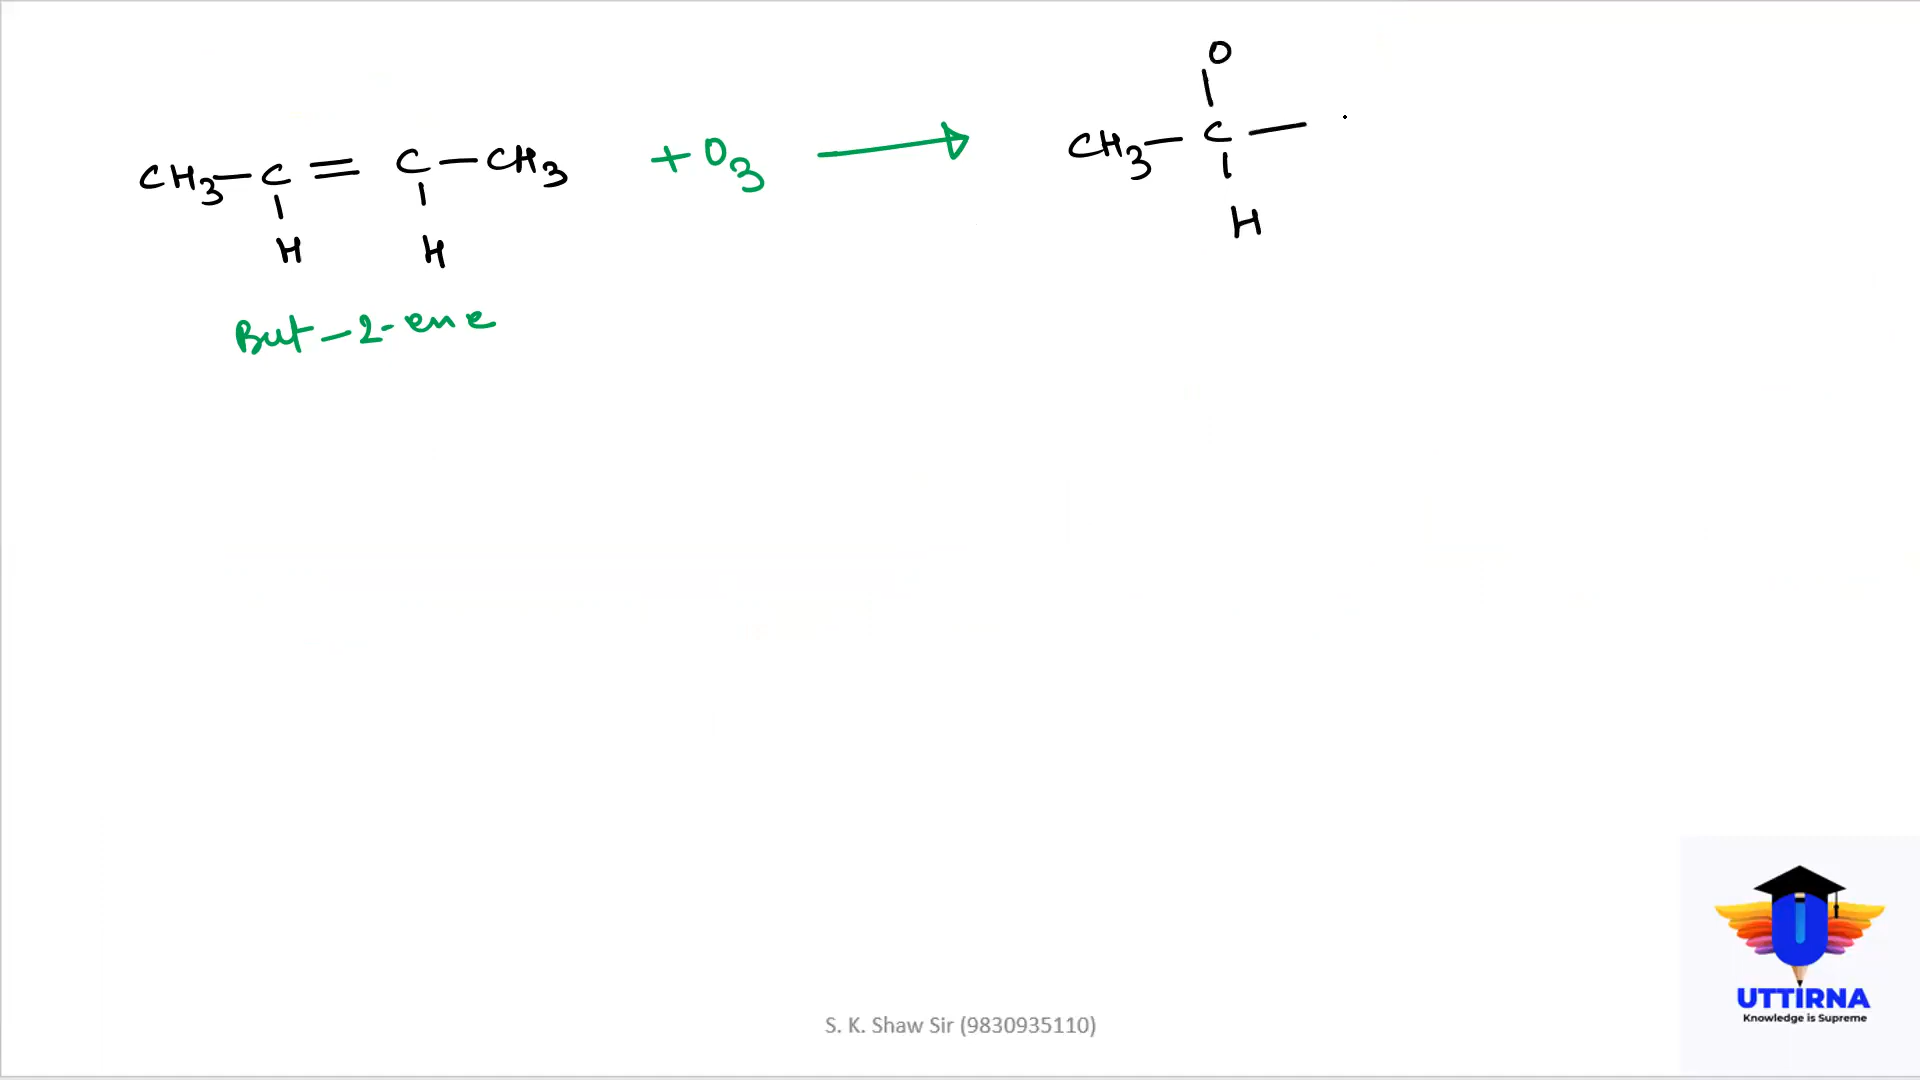 O
CH3 – C = C – CH3 + O3 → CH3 – C –
H H H
But-2-ene
UTTIRNA
Knowledge is Supreme
S. K. Shaw Sir (9830935110)